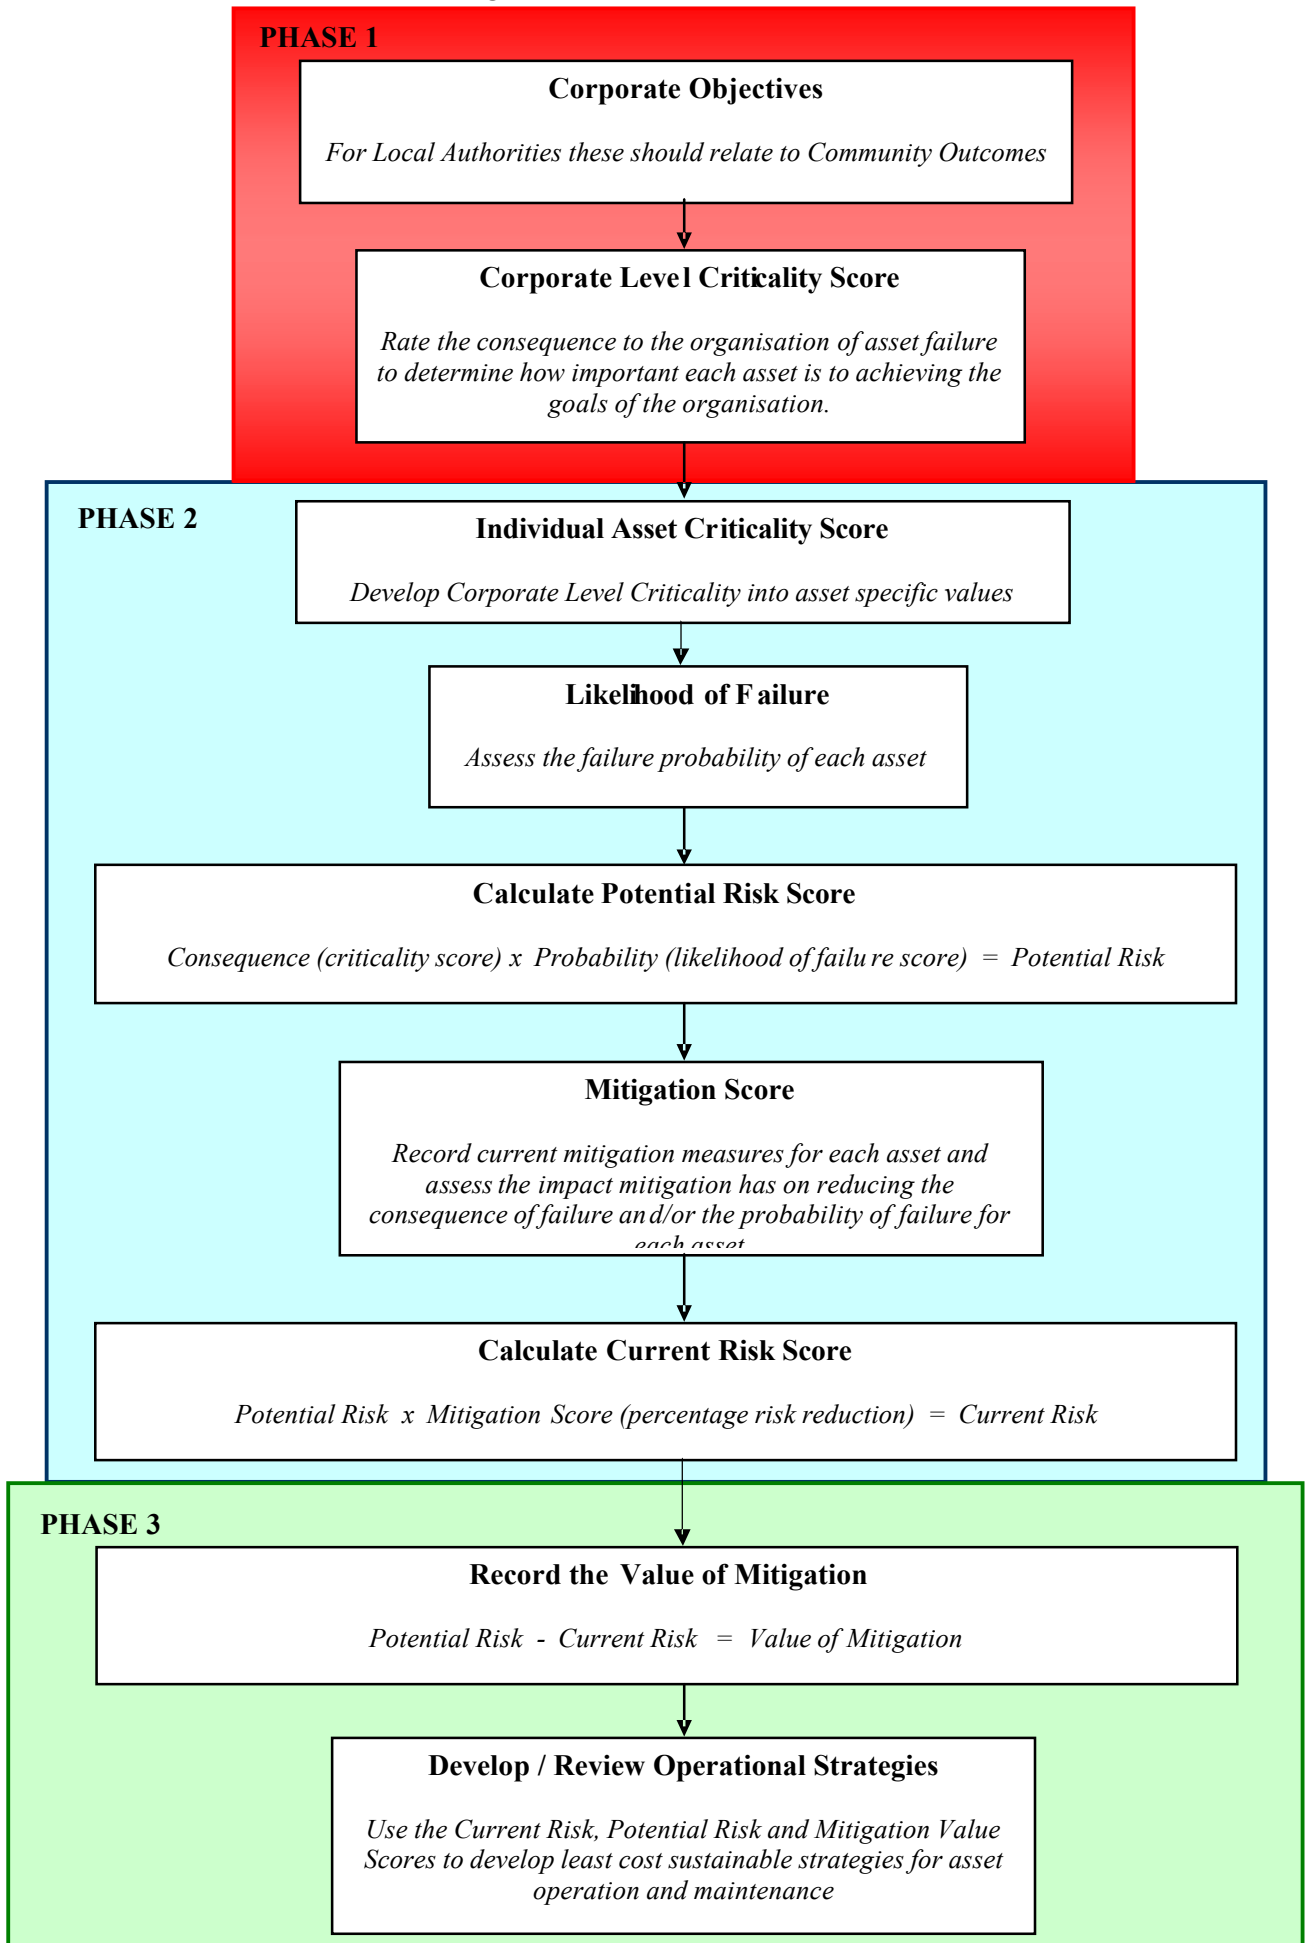 PHASE 1
Corporate Objectives
For Local Authorities these should relate to Community Outcomes
Corporate Level Criticality Score
Rate the consequence to the organisation of asset failure
to determine how important each asset is to achieving the
goals of the organisation.
PHASE 2
Individual Asset Criticality Score
Develop Corporate Level Criticality into asset specific values
Likelihood of Failure
Assess the failure probability of each asset
Calculate Potential Risk Score
Consequence (criticality score) x Probability (likelihood of failure score) = Potential Risk
Mitigation Score
Record current mitigation measures for each asset and
assess the impact mitigation has on reducing the
consequence of failure and/or the probability of failure for
each asset
Calculate Current Risk Score
Potential Risk x Mitigation Score (percentage risk reduction) = Current Risk
PHASE 3
Record the Value of Mitigation
Potential Risk - Current Risk = Value of Mitigation
Develop / Review Operational Strategies
Use the Current Risk, Potential Risk and Mitigation Value
Scores to develop least cost sustainable strategies for asset
operation and maintenance